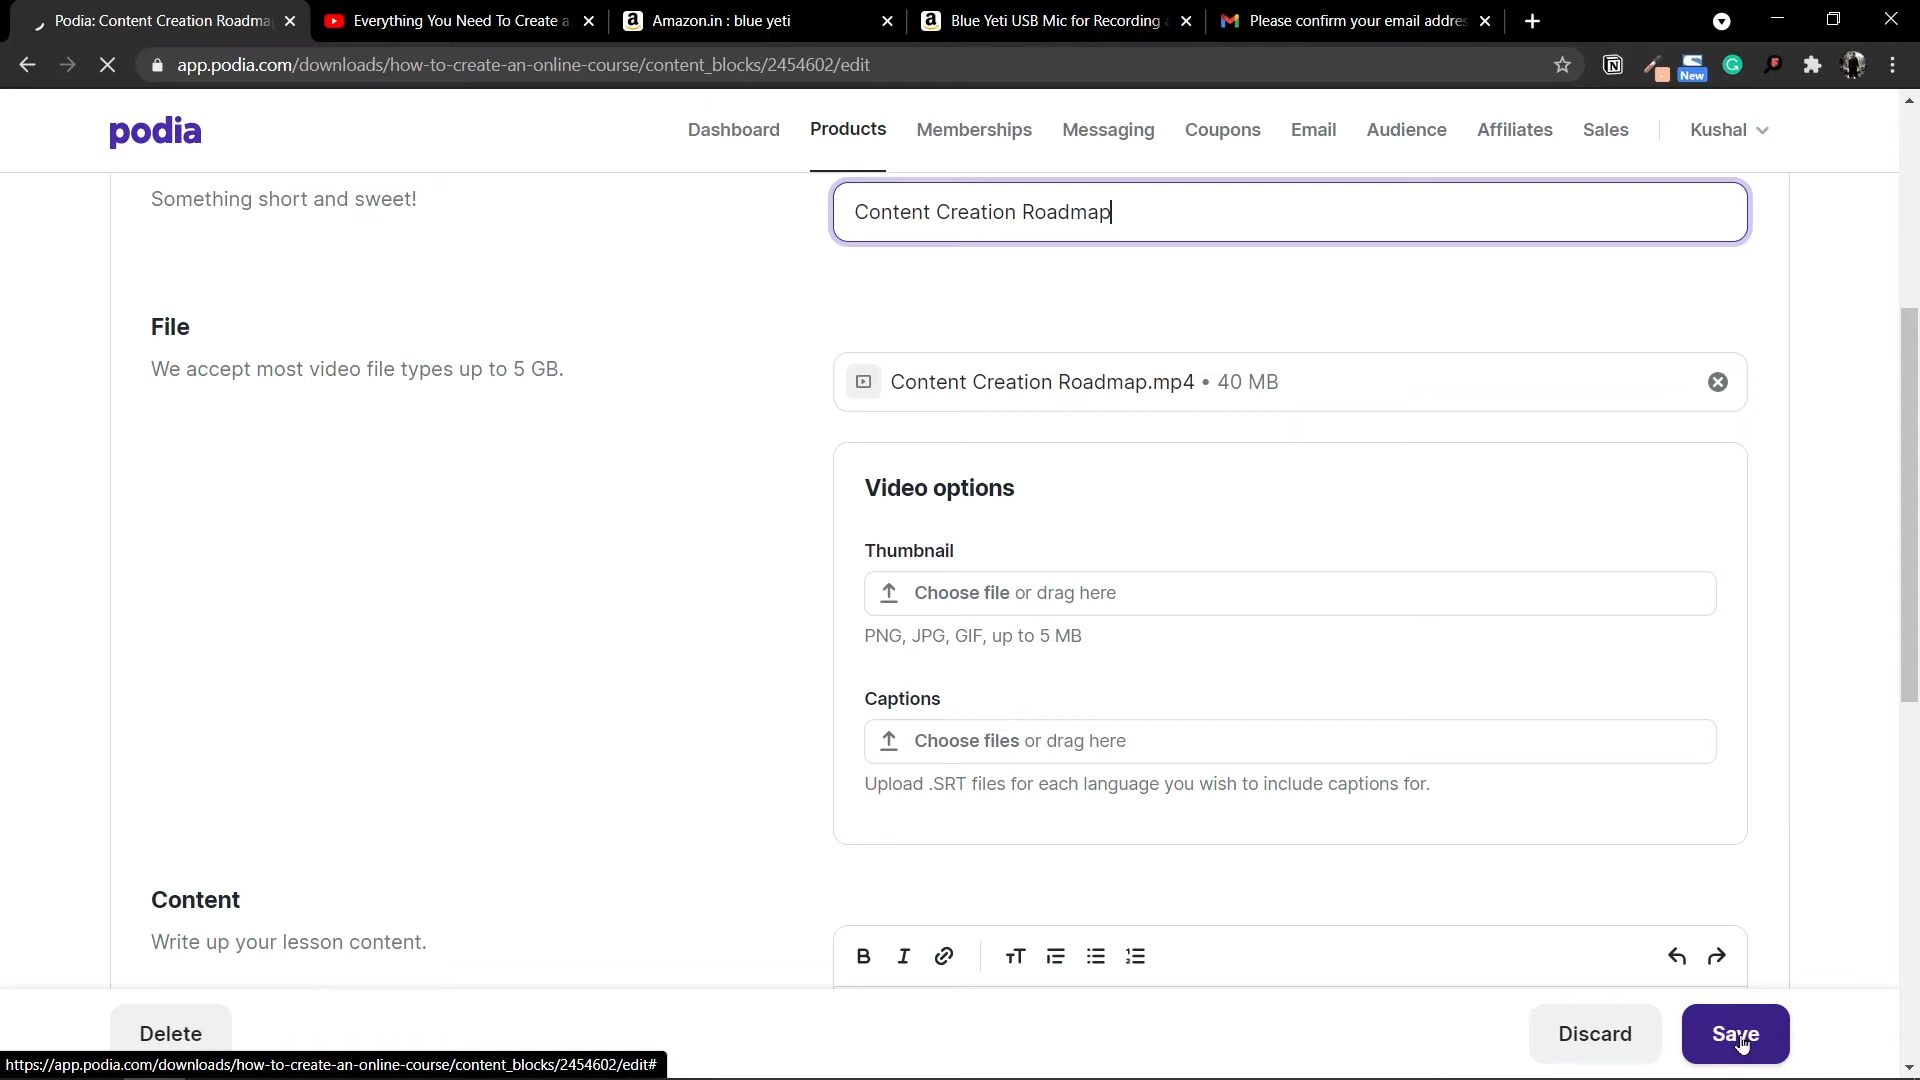 Podia: Content Creation Roadma
Everything You Need To Create a
Amazon.in : blue yeti
Blue Yeti USB Mic for Recording a
Please confirm your email addres
app.podia.com/downloads/how-to-create-an-online-course/content_blocks/2454602/edit
New
podia
Dashboard
Products
Memberships
Messaging
Coupons
Email
Audience
Affiliates
Sales
Kushal
Something short and sweet!
Content Creation Roadmap
File
We accept most video file types up to 5 GB.
Content Creation Roadmap.mp4 • 40 MB
Video options
Thumbnail
Choose file or drag here
PNG, JPG, GIF, up to 5 MB
Captions
Choose files or drag here
Upload .SRT files for each language you wish to include captions for.
Content
Write up your lesson content.
Delete
Discard
Save
https://app.podia.com/downloads/how-to-create-an-online-course/content_blocks/2454602/edit#